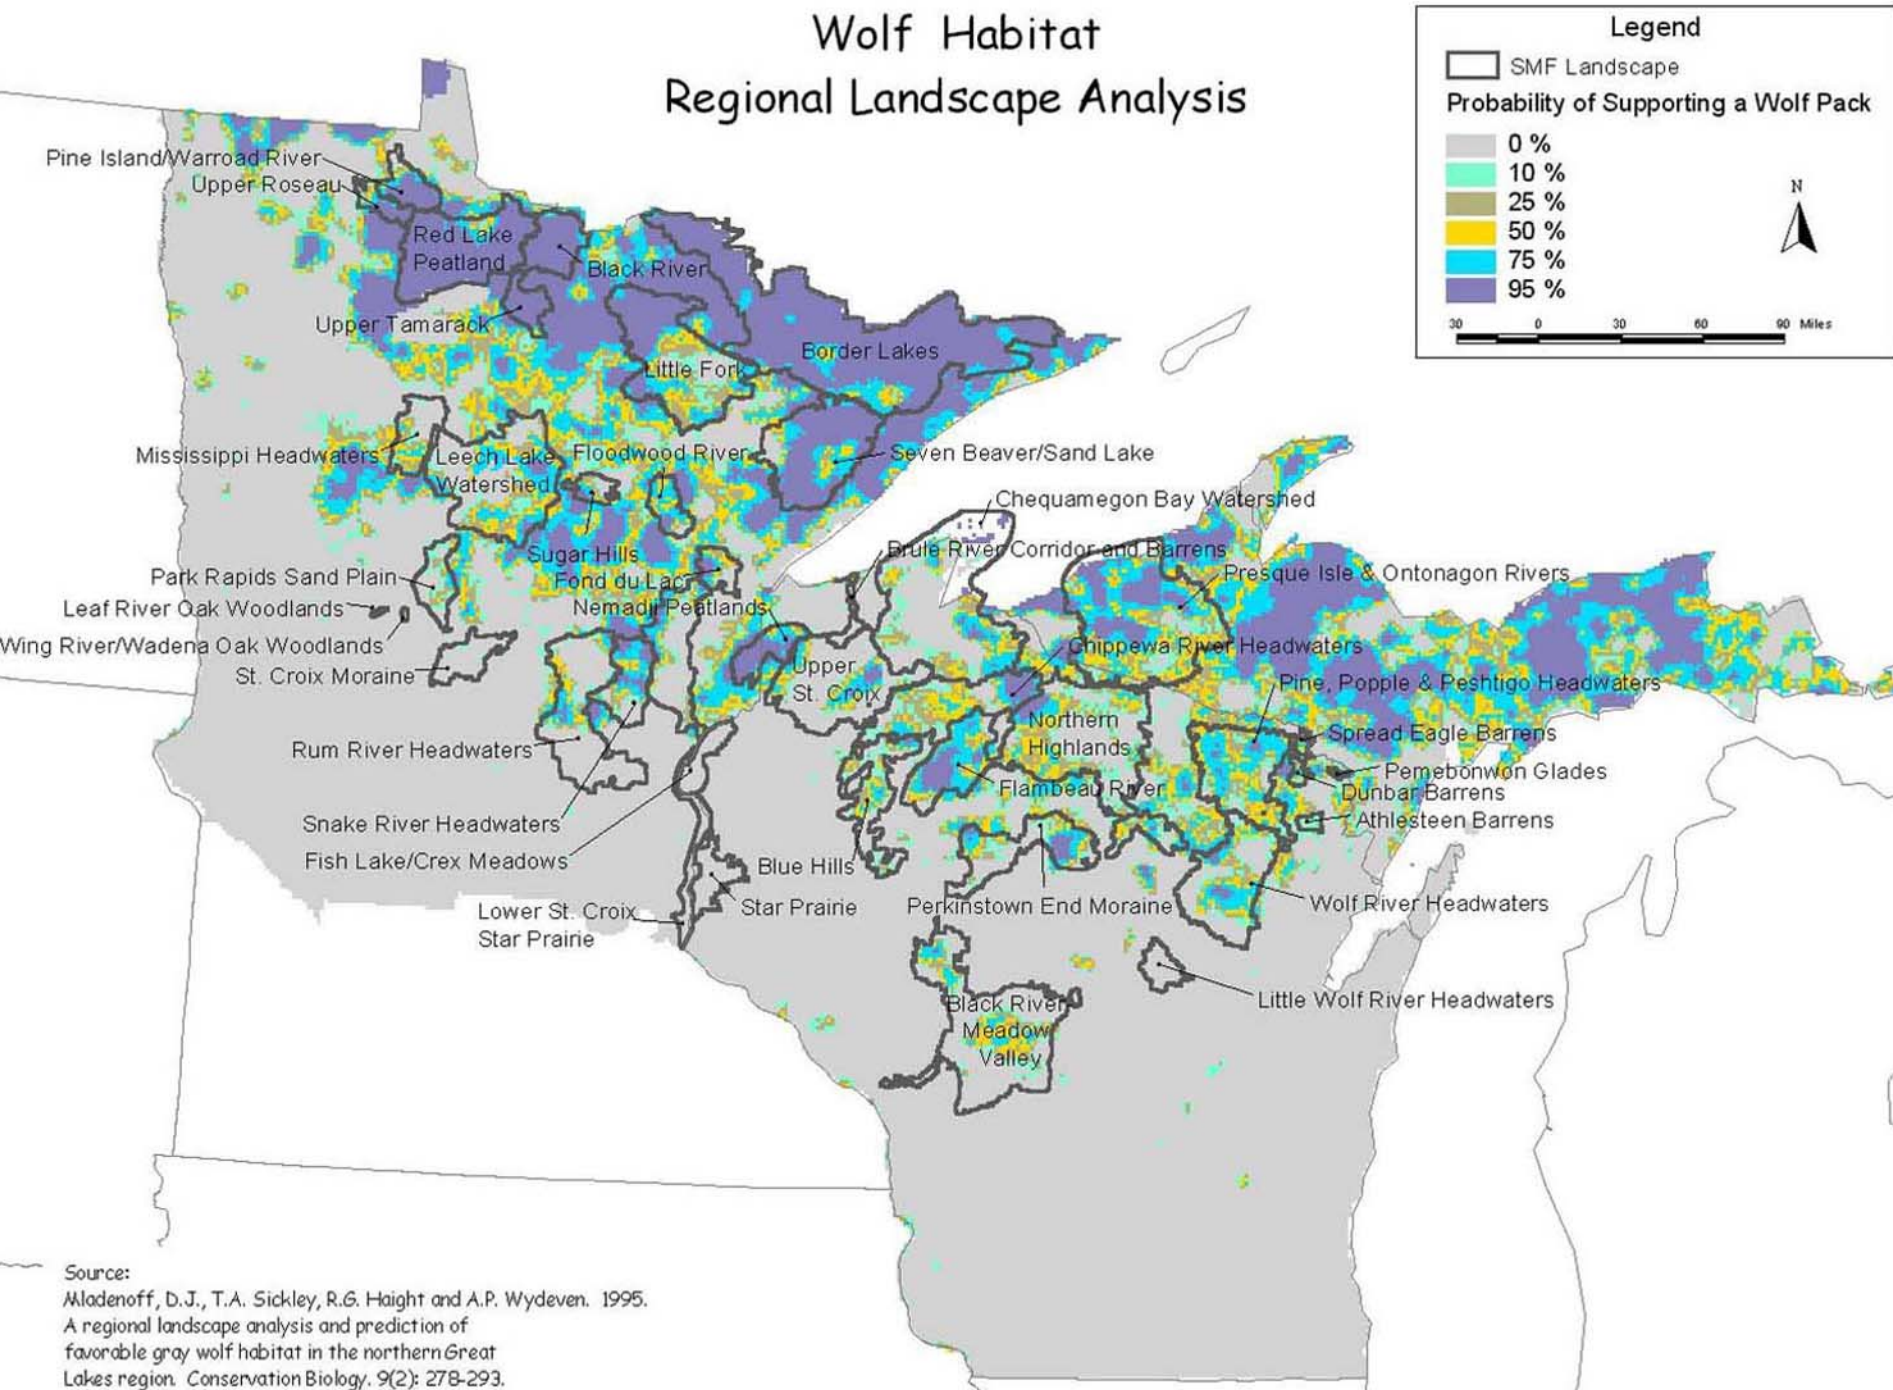 Wolf Habitat
Regional Landscape Analysis
Legend
SMF Landscape
Probability of Supporting a Wolf Pack
0 %
10 %
25 %
50 %
75 %
95 %
N
30 0 30 60 90 Miles
Pine Island/Warroad River
Upper Roseau
Red Lake
Peatland
Black River
Upper Tamarack
Border Lakes
Little Fork
Mississippi Headwaters
Leech Lake
Watershed
Floodwood River
Seven Beaver/Sand Lake
Chequamegon Bay Watershed
Sugar Hills
Brule River Corridor and Barrens
Park Rapids Sand Plain
Fond du Lac
Presque Isle & Ontonagon Rivers
Leaf River Oak Woodlands
Nemadji Peatlands
Wing River/Wadena Oak Woodlands
Chippewa River Headwaters
St. Croix Moraine
Upper
St. Croix
Pine, Popple & Peshtigo Headwaters
Northern
Highlands
Spread Eagle Barrens
Rum River Headwaters
Pemebonwon Glades
Flambeau River
Dunbar Barrens
Snake River Headwaters
Athlesteen Barrens
Fish Lake/Crex Meadows
Blue Hills
Lower St. Croix
Star Prairie
Star Prairie
Perkinstown End Moraine
Wolf River Headwaters
Little Wolf River Headwaters
Black River
Meadow
Valley
Source:
Mladenoff, D.J., T.A. Sickley, R.G. Haight and A.P. Wydeven. 1995.
A regional landscape analysis and prediction of
favorable gray wolf habitat in the northern Great
Lakes region. Conservation Biology. 9(2): 278-293.